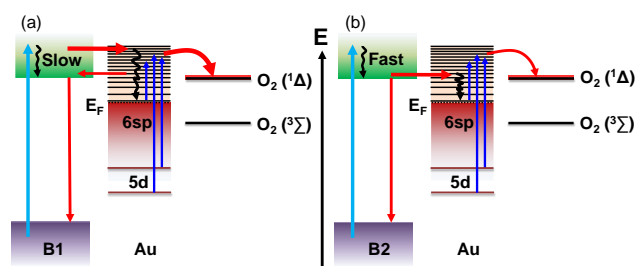 (a)
Slow
E_F
6sp
5d
B1
Au
O₂ (¹Δ)
O₂ (³∑)
E
(b)
Fast
E_F
6sp
5d
B2
Au
O₂ (¹Δ)
O₂ (³∑)